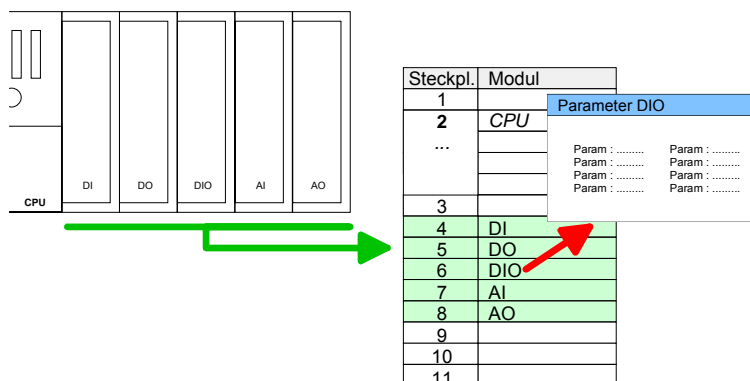 CPU
DI
DO
DIO
AI
AO
Steckpl. Modul
1
2 CPU
...
3
4 DI
5 DO
6 DIO
7 AI
8 AO
9
10
11
Parameter DIO
Param : ......... Param : .........
Param : ......... Param : .........
Param : ......... Param : .........
Param : ......... Param : .........